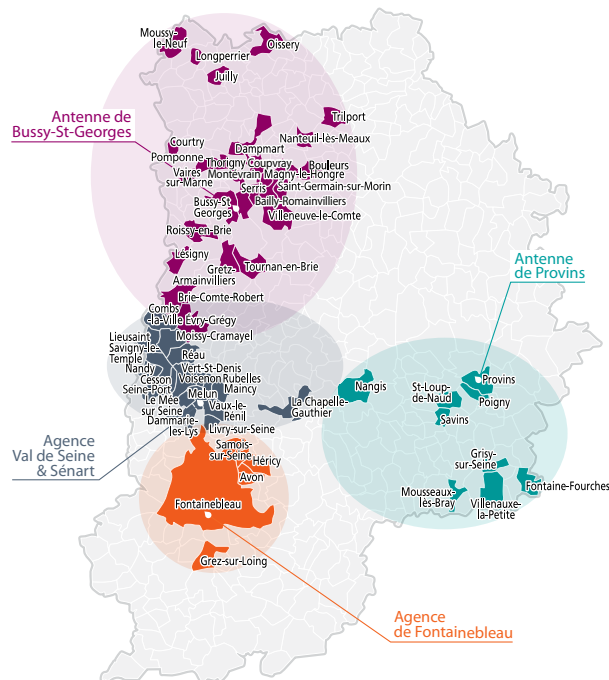 Moussy-
le-Neuf
Oissery
Longperrier
Juilly
Antenne de
Bussy-St-Georges
Trilport
Nanteuil-lès-Meaux
Courtry
Dampmart
Pomponne
Thorigny
Coupvray
Bouleurs
Vaires
sur-Marne
Montévrain
Magny-le-Hongre
Serris
Saint-Germain-sur-Morin
Bussy-St
Georges
Bailly-Romainvilliers
Villeneuve-le-Comte
Roissy-en-Brie
Lésigny
Gretz-
Armainvilliers
Tournan-en-Brie
Brie-Comte-Robert
Antenne
de Provins
Combs
-la-Ville
Évry-Grégy
Lieusaint
Moissy-Cramayel
Savigny-le-
Temple
Réau
Nandy
Vert-St-Denis
Cesson
Voisenon
Rubelles
Seine-Port
Melun
Maincy
Le Mée
sur Seine
Vaux-le-
Pénil
La Chapelle-
Gauthier
Dammarie-
les-Lys
Livry-sur-Seine
Nangis
St-Loup-
de-Naud
Provins
Poigny
Savins
Agence
Val de Seine
& Sénart
Samois-
sur-Seine
Héricy
Avon
Fontainebleau
Grisy-
sur-Seine
Mousseaux-
lès-Bray
Villenauxe-
la-Petite
Fontaine-Fourches
Grez-sur-Loing
Agence
de Fontainebleau